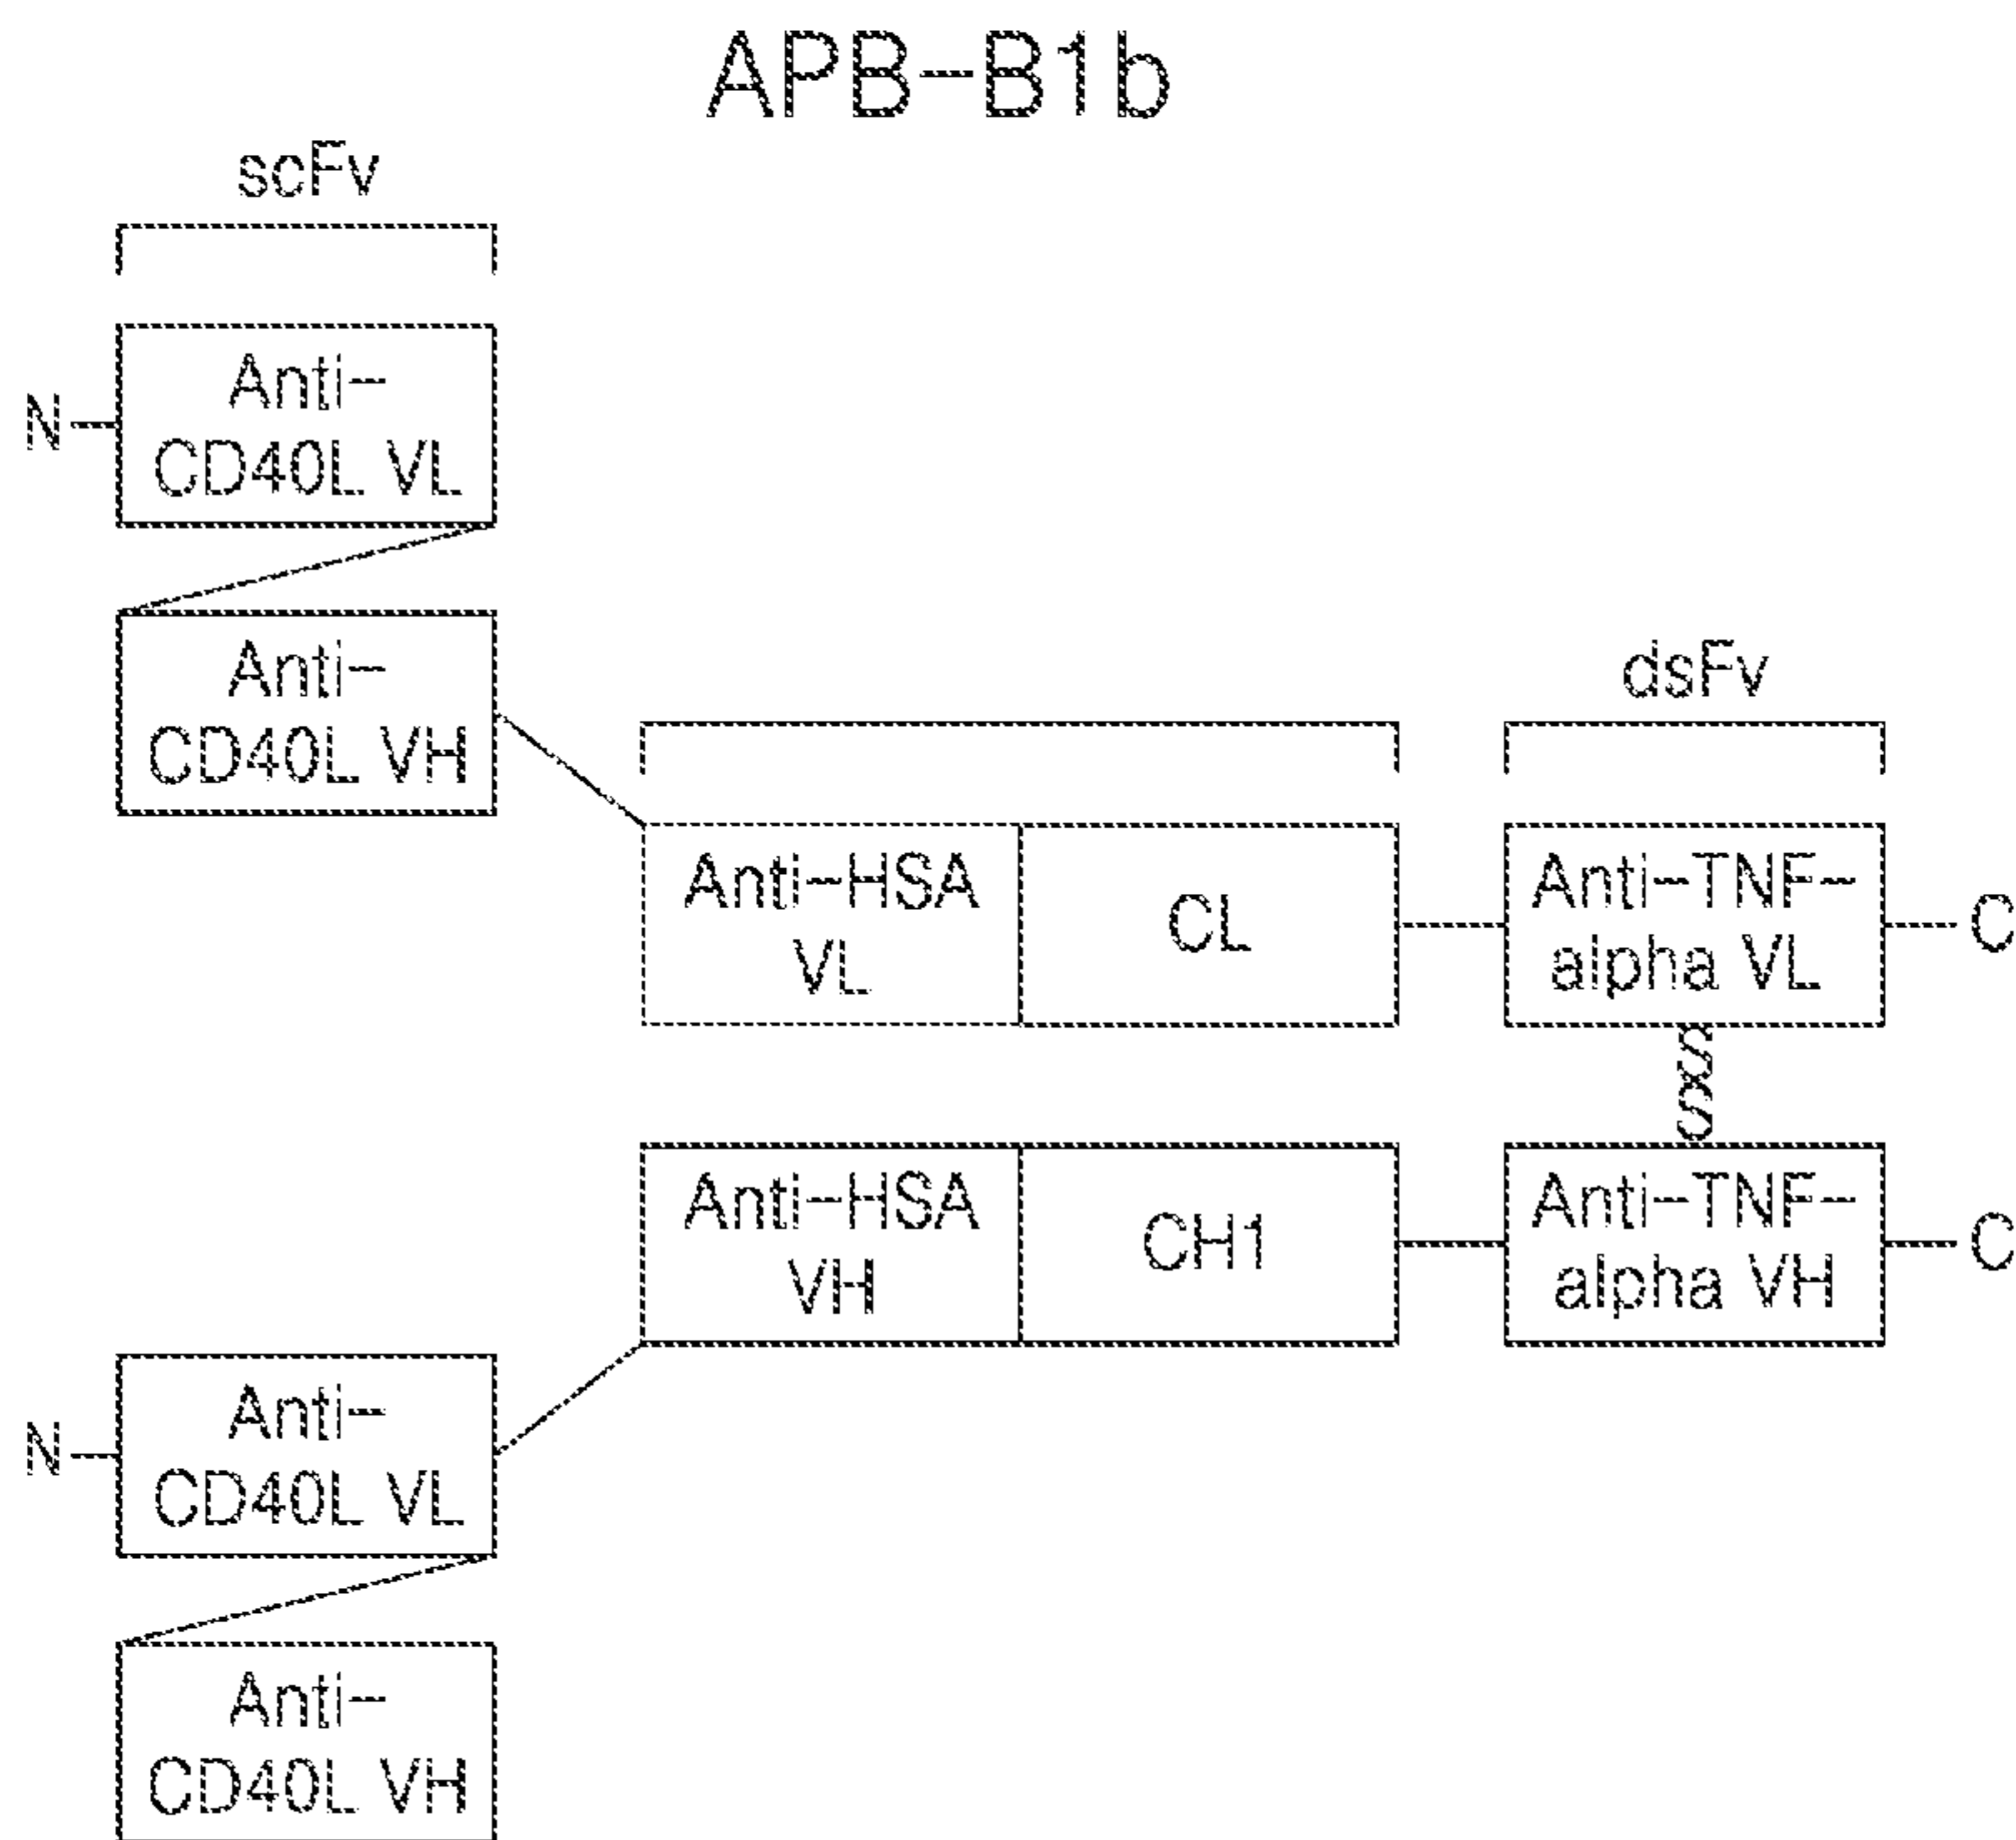 APB-B1b
scFv
Anti-
N
CD40L VL
Anti-
CD40L VH
dsFv
Anti-HSA
VL
CL
Anti-TNF-
alpha VL
C
S
S
Anti-HSA
VH
CH1
Anti-TNF-
alpha VH
C
Anti-
N
CD40L VL
Anti-
CD40L VH